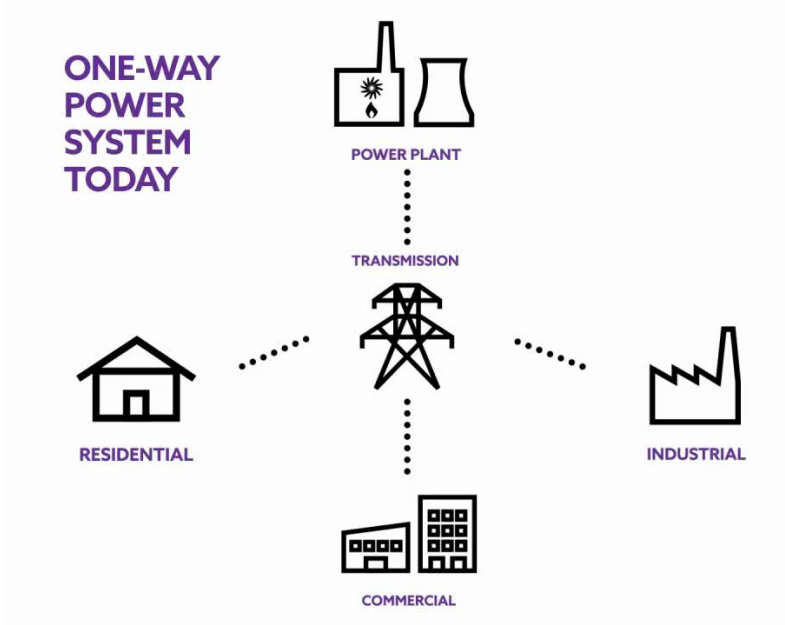 ONE-WAY
POWER
SYSTEM
TODAY
POWER PLANT
TRANSMISSION
RESIDENTIAL
INDUSTRIAL
COMMERCIAL